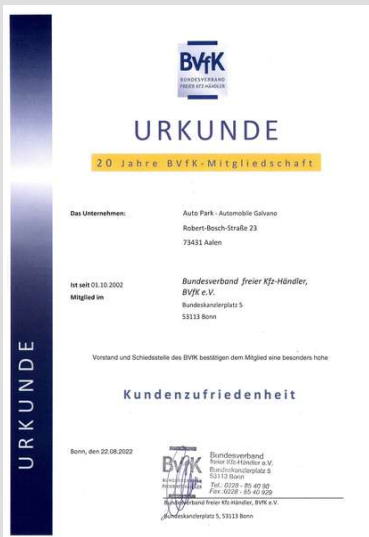 BVfK
BUNDESVERBAND
FREIER KFZ-HÄNDLER
URKUNDE
20 Jahre BVfK-Mitgliedschaft
Das Unternehmen: Auto Park - Automobile Galvano
Robert-Bosch-Straße 23
73431 Aalen
Ist seit 01.10.2002 Bundesverband freier Kfz-Händler,
Mitglied im BVfK e.V.
Bundeskanzlerplatz 5
53113 Bonn
Vorstand und Schiedsstelle des BVfK bestätigen dem Mitglied eine besonders hohe
Kundenzufriedenheit
URKUNDE
Bonn, den 22.08.2022
BVfK
Bundesverband
freier Kfz-Händler e.V.
Bundeskanzlerplatz 5
53113 Bonn
Tel.: 0228 - 85 40 90
Fax: 0228 - 85 40 929
Bundesverband freier Kfz-Händler, BVfK e.V.
Bundeskanzlerplatz 5, 53113 Bonn